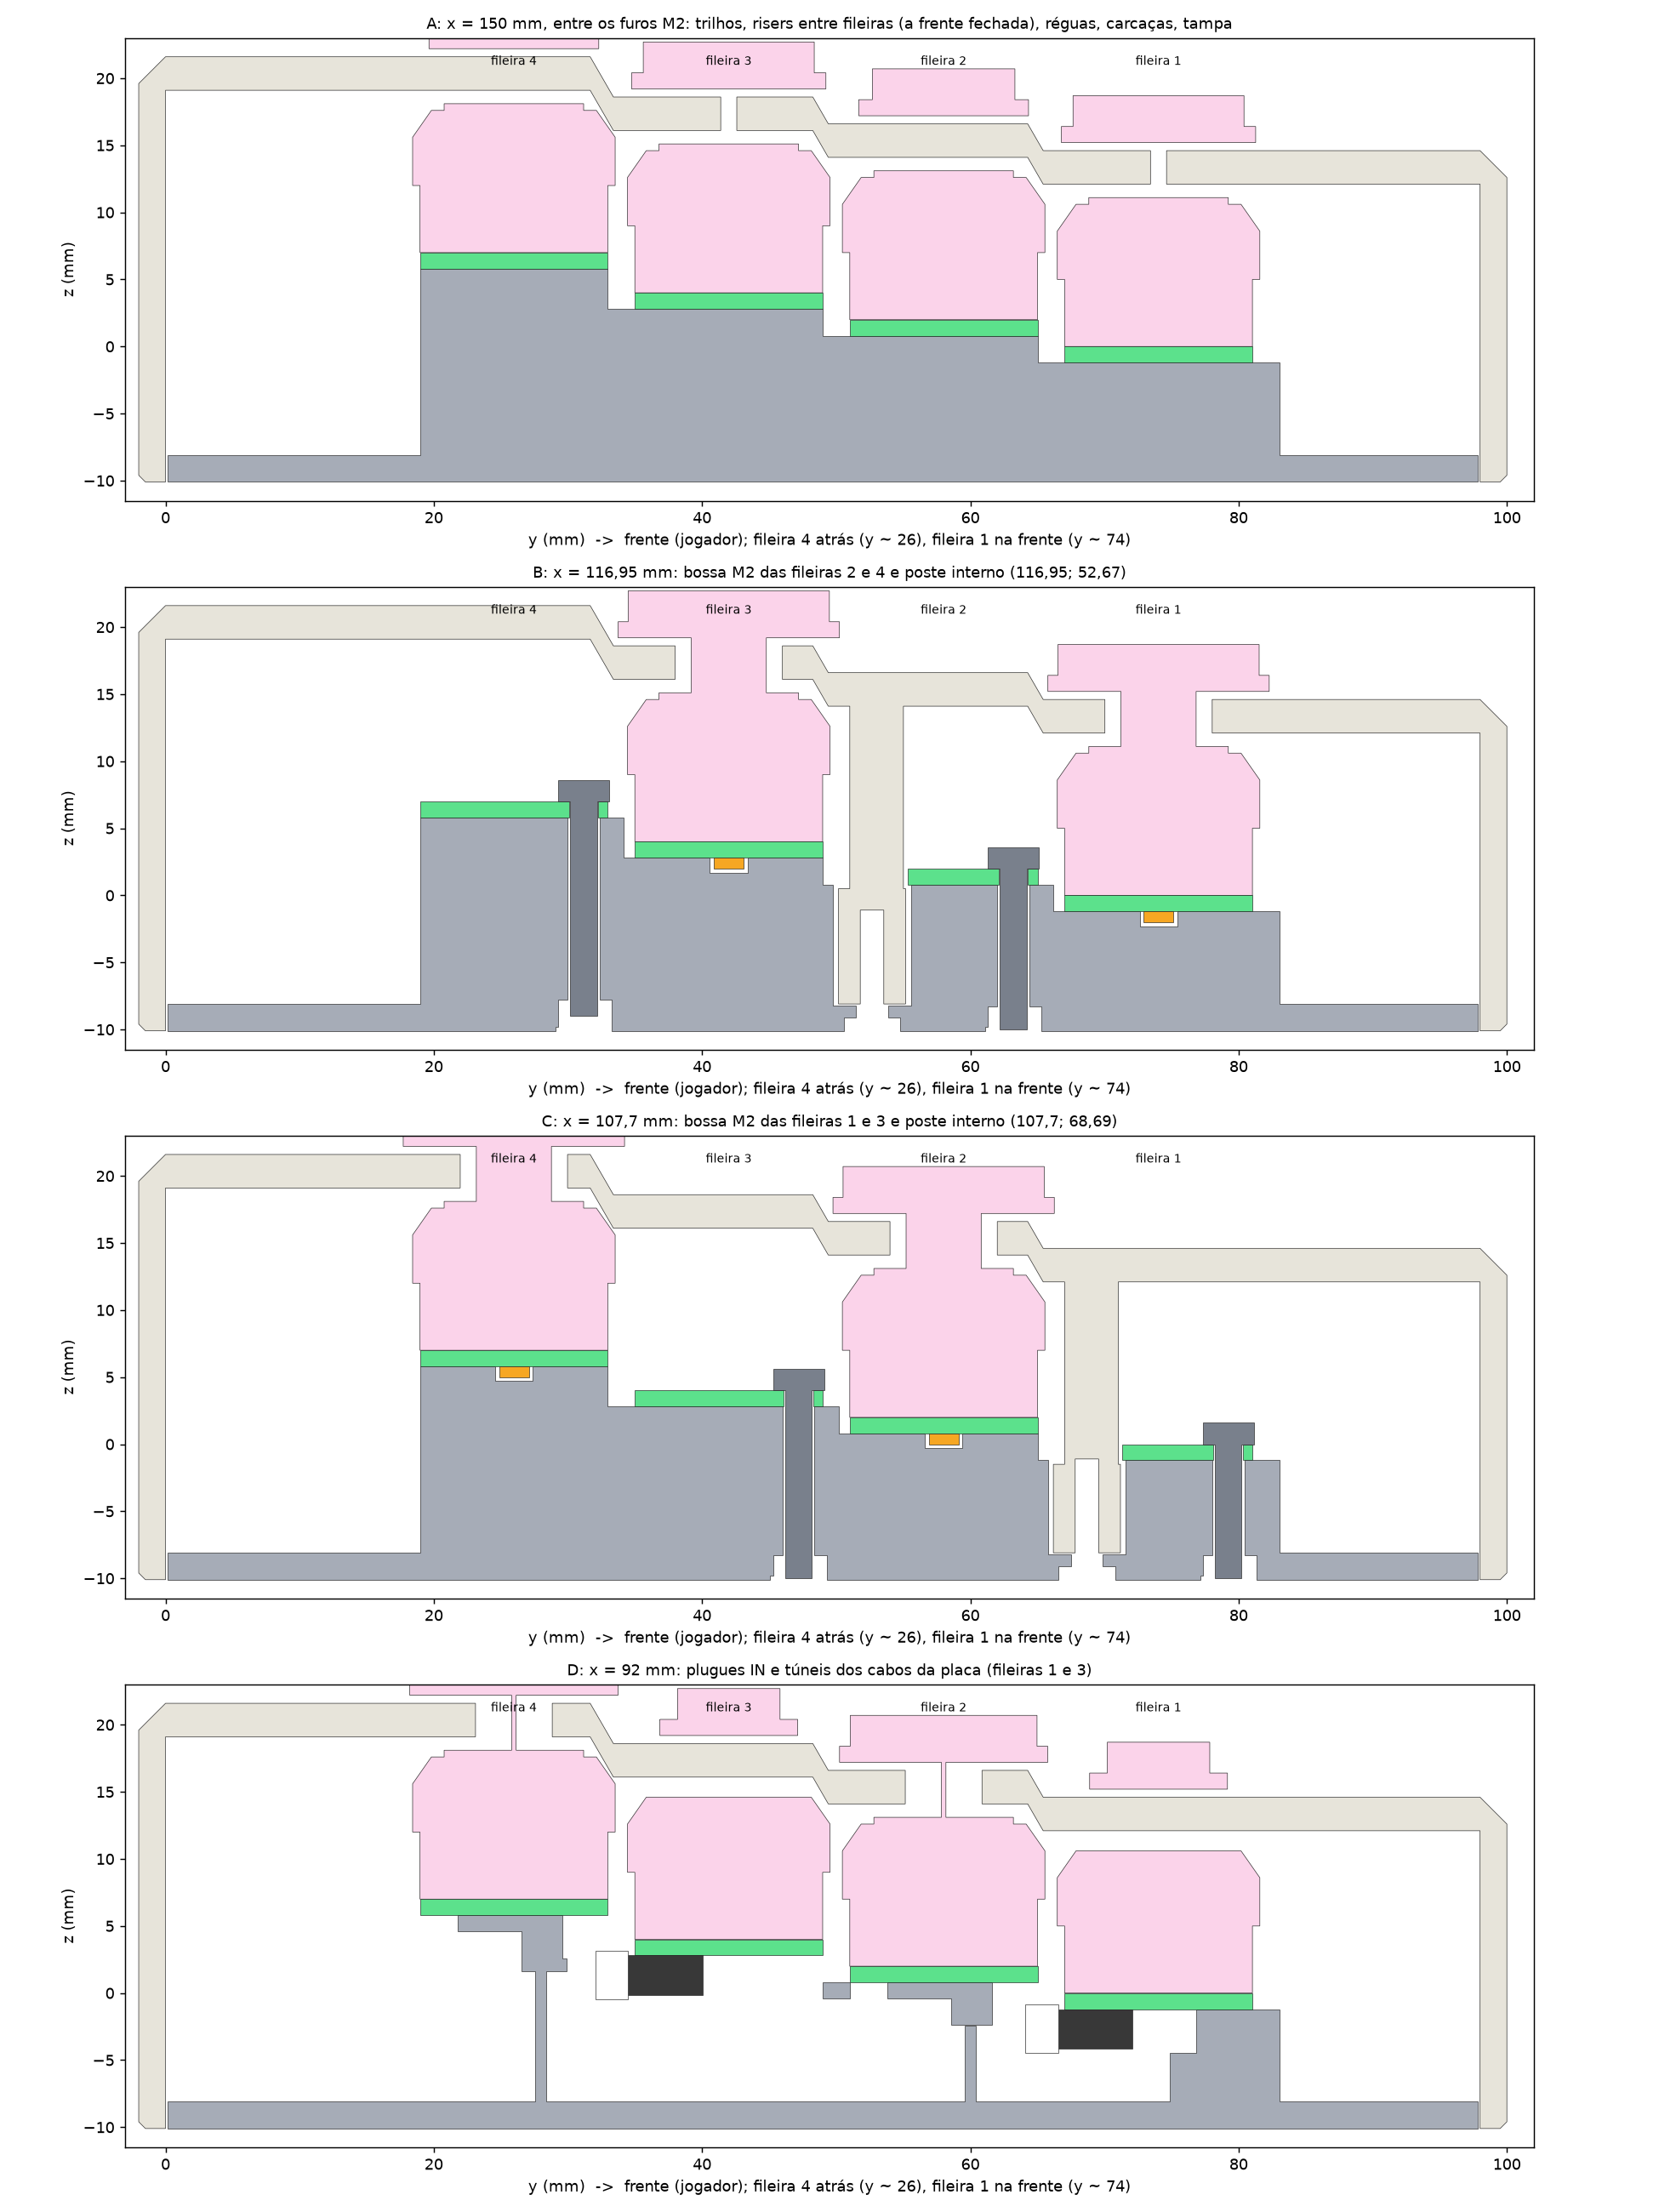 A: x = 150 mm, entre os furos M2: trilhos, risers entre fileiras (a frente fechada), réguas, carcaças, tampa
fileira 4
fileira 3
fileira 2
fileira 1
20
15
10
5
0
−5
−10
z (mm)
0
20
40
60
80
100
y (mm)  ->  frente (jogador); fileira 4 atrás (y ~ 26), fileira 1 na frente (y ~ 74)
B: x = 116,95 mm: bossa M2 das fileiras 2 e 4 e poste interno (116,95; 52,67)
fileira 4
fileira 3
fileira 2
fileira 1
20
15
10
5
0
−5
−10
z (mm)
0
20
40
60
80
100
y (mm)  ->  frente (jogador); fileira 4 atrás (y ~ 26), fileira 1 na frente (y ~ 74)
C: x = 107,7 mm: bossa M2 das fileiras 1 e 3 e poste interno (107,7; 68,69)
fileira 4
fileira 3
fileira 2
fileira 1
20
15
10
5
0
−5
−10
z (mm)
0
20
40
60
80
100
y (mm)  ->  frente (jogador); fileira 4 atrás (y ~ 26), fileira 1 na frente (y ~ 74)
D: x = 92 mm: plugues IN e túneis dos cabos da placa (fileiras 1 e 3)
fileira 4
fileira 3
fileira 2
fileira 1
20
15
10
5
0
−5
−10
z (mm)
0
20
40
60
80
100
y (mm)  ->  frente (jogador); fileira 4 atrás (y ~ 26), fileira 1 na frente (y ~ 74)